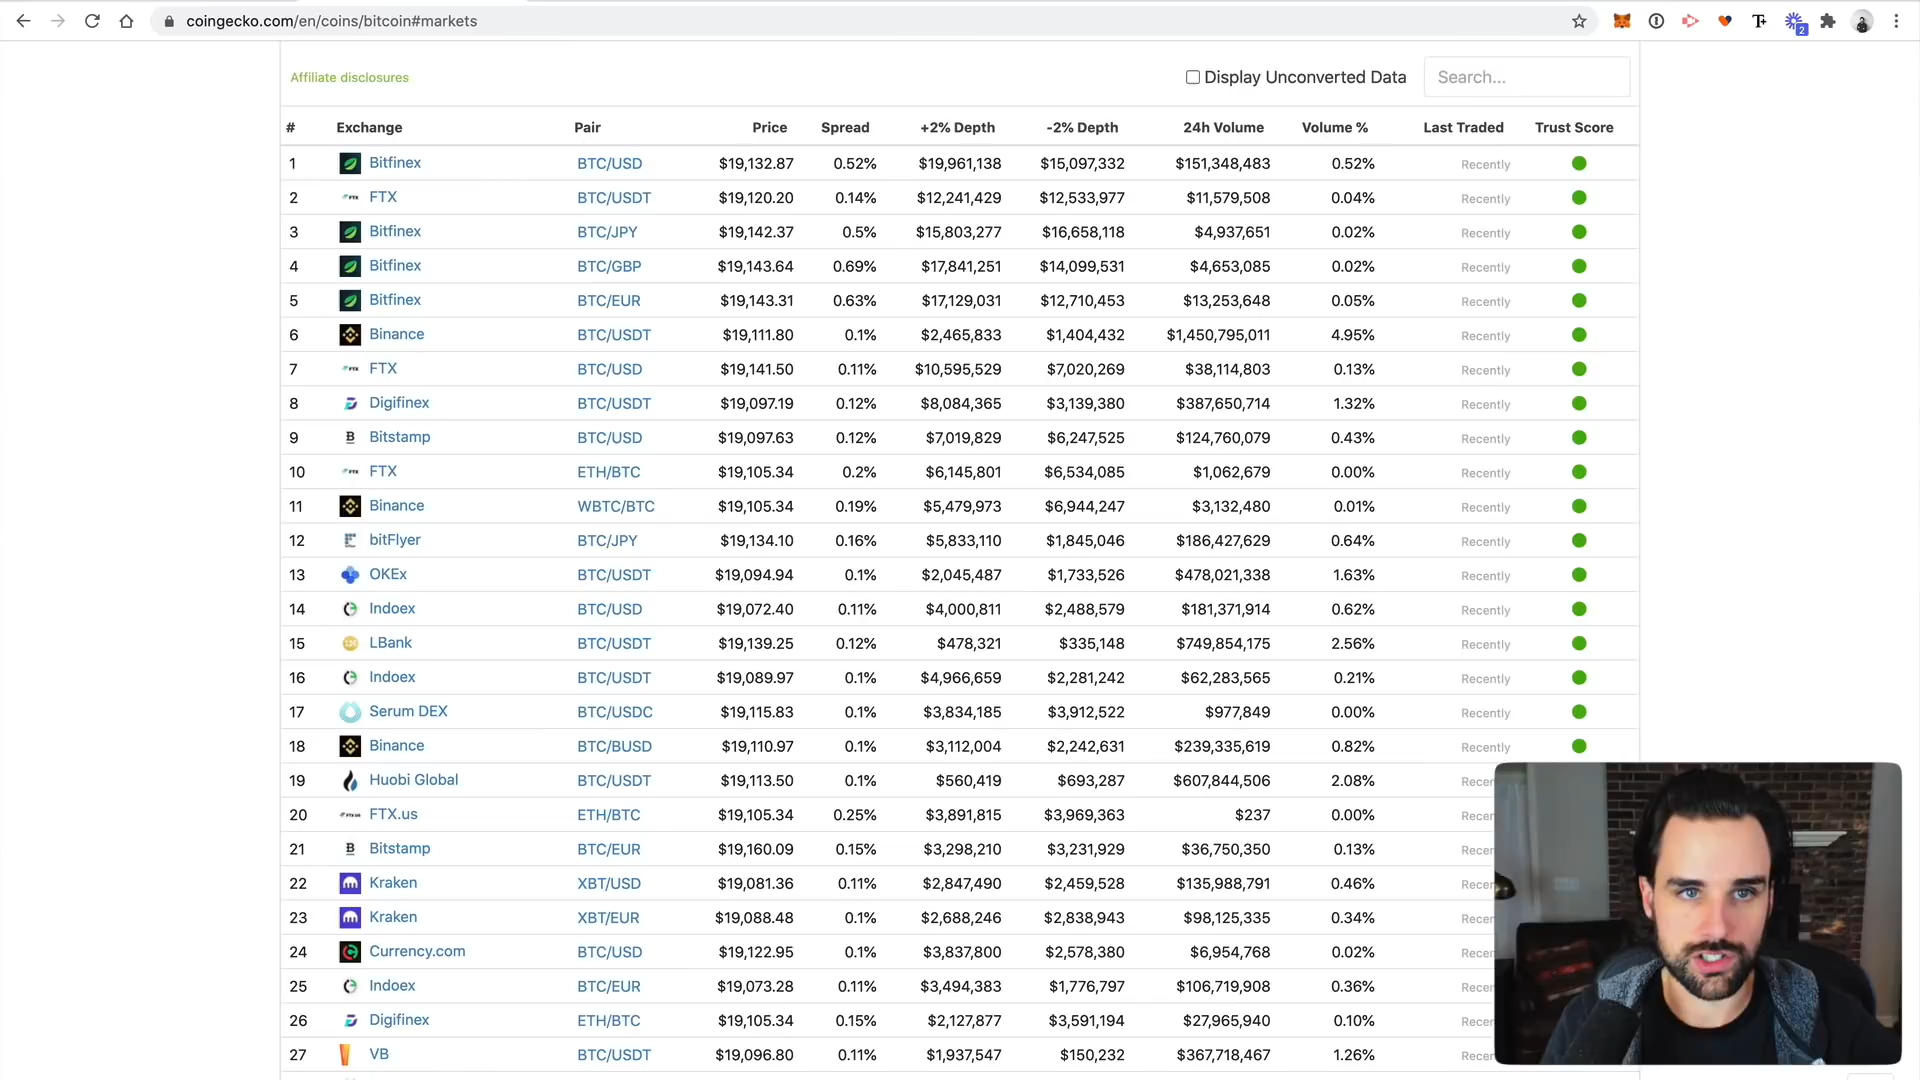 coingecko.com/en/coins/bitcoin#markets
2
Affiliate disclosures Display Unconverted Data Search...
# Exchange Pair Price Spread +2% Depth -2% Depth 24h Volume Volume % Last Traded Trust Score
1 Bitfinex BTC/USD $19,132.87 0.52% $19,961,138 $15,097,332 $151,348,483 0.52% Recently
2 FTX BTC/USDT $19,120.20 0.14% $12,241,429 $12,533,977 $11,579,508 0.04% Recently
3 Bitfinex BTC/JPY $19,142.37 0.5% $15,803,277 $16,658,118 $4,937,651 0.02% Recently
4 Bitfinex BTC/GBP $19,143.64 0.69% $17,841,251 $14,099,531 $4,653,085 0.02% Recently
5 Bitfinex BTC/EUR $19,143.31 0.63% $17,129,031 $12,710,453 $13,253,648 0.05% Recently
6 Binance BTC/USDT $19,111.80 0.1% $2,465,833 $1,404,432 $1,450,795,011 4.95% Recently
7 FTX BTC/USD $19,141.50 0.11% $10,595,529 $7,020,269 $38,114,803 0.13% Recently
8 Digifinex BTC/USDT $19,097.19 0.12% $8,084,365 $3,139,380 $387,650,714 1.32% Recently
9 Bitstamp BTC/USD $19,097.63 0.12% $7,019,829 $6,247,525 $124,760,079 0.43% Recently
10 FTX ETH/BTC $19,105.34 0.2% $6,145,801 $6,534,085 $1,062,679 0.00% Recently
11 Binance WBTC/BTC $19,105.34 0.19% $5,479,973 $6,944,247 $3,132,480 0.01% Recently
12 bitFlyer BTC/JPY $19,134.10 0.16% $5,833,110 $1,845,046 $186,427,629 0.64% Recently
13 OKEx BTC/USDT $19,094.94 0.1% $2,045,487 $1,733,526 $478,021,338 1.63% Recently
14 Indoex BTC/USD $19,072.40 0.11% $4,000,811 $2,488,579 $181,371,914 0.62% Recently
15 LBank BTC/USDT $19,139.25 0.12% $478,321 $335,148 $749,854,175 2.56% Recently
16 Indoex BTC/USDT $19,089.97 0.1% $4,966,659 $2,281,242 $62,283,565 0.21% Recently
17 Serum DEX BTC/USDC $19,115.83 0.1% $3,834,185 $3,912,522 $977,849 0.00% Recently
18 Binance BTC/BUSD $19,110.97 0.1% $3,112,004 $2,242,631 $239,335,619 0.82% Recently
19 Huobi Global BTC/USDT $19,113.50 0.1% $560,419 $693,287 $607,844,506 2.08% Recen
20 FTX.us ETH/BTC $19,105.34 0.25% $3,891,815 $3,969,363 $237 0.00% Recen
21 Bitstamp BTC/EUR $19,160.09 0.15% $3,298,210 $3,231,929 $36,750,350 0.13% Recen
22 Kraken XBT/USD $19,081.36 0.11% $2,847,490 $2,459,528 $135,988,791 0.46% Recen
23 Kraken XBT/EUR $19,088.48 0.1% $2,688,246 $2,838,943 $98,125,335 0.34% Recen
24 Currency.com BTC/USD $19,122.95 0.1% $3,837,800 $2,578,380 $6,954,768 0.02% Recen
25 Indoex BTC/EUR $19,073.28 0.11% $3,494,383 $1,776,797 $106,719,908 0.36% Recen
26 Digifinex ETH/BTC $19,105.34 0.15% $2,127,877 $3,591,194 $27,965,940 0.10% Recen
27 VB BTC/USDT $19,096.80 0.11% $1,937,547 $150,232 $367,718,467 1.26% Recen